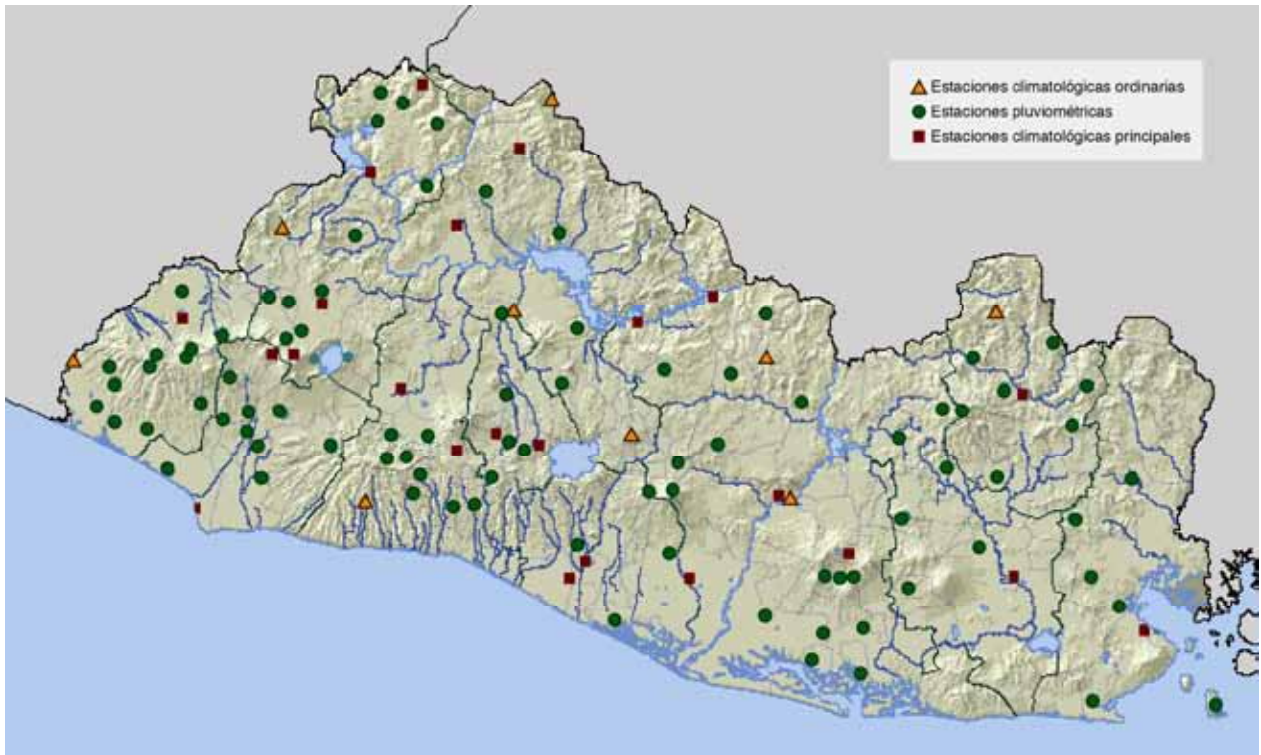 Estaciones climatológicas ordinarias
Estaciones pluviométricas
Estaciones climatológicas principales